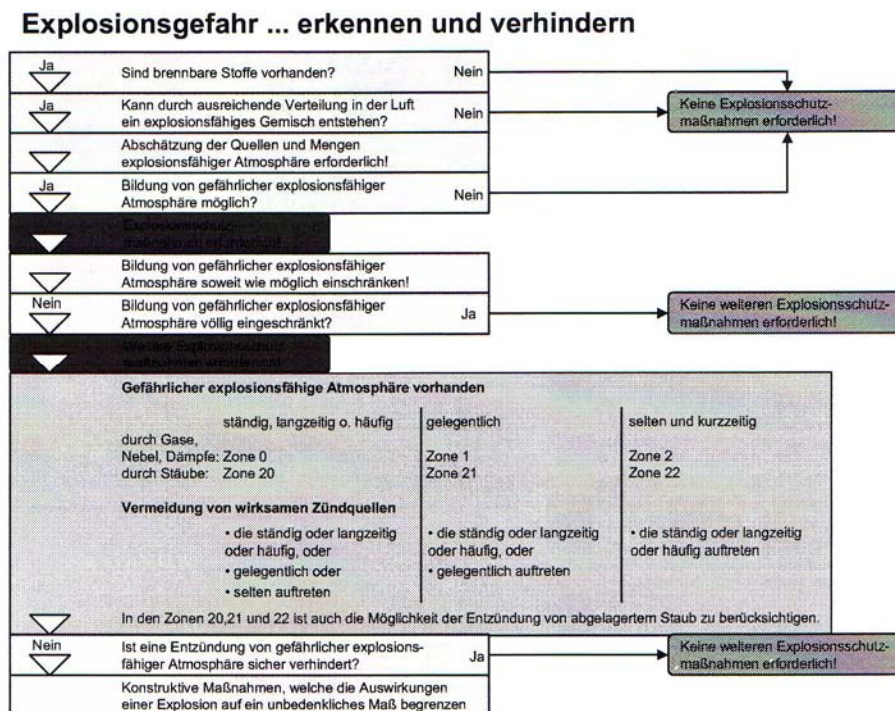 Explosionsgefahr ... erkennen und verhindern
Ja
Sind brennbare Stoffe vorhanden?
Nein
Ja
Kann durch ausreichende Verteilung in der Luft
ein explosionsfähiges Gemisch entstehen?
Nein
Keine Explosionsschutz-
maßnahmen erforderlich!
Abschätzung der Quellen und Mengen
explosionsfähiger Atmosphäre erforderlich!
Ja
Bildung von gefährlicher explosionsfähiger
Atmosphäre möglich?
Nein
Explosionsschutz-
maßnahmen erforderlich!
Bildung von gefährlicher explosionsfähiger
Atmosphäre soweit wie möglich einschränken!
Nein
Bildung von gefährlicher explosionsfähiger
Atmosphäre völlig eingeschränkt?
Ja
Keine weiteren Explosionsschutz-
maßnahmen erforderlich!
Weitere Explosionsschutz-
maßnahmen erforderlich!
Gefährlicher explosionsfähige Atmosphäre vorhanden
ständig, langzeitig o. häufig gelegentlich selten und kurzzeitig
durch Gase,
Nebel, Dämpfe: Zone 0 Zone 1 Zone 2
durch Stäube: Zone 20 Zone 21 Zone 22
Vermeidung von wirksamen Zündquellen
• die ständig oder langzeitig • die ständig oder langzeitig • die ständig oder langzeitig
oder häufig, oder oder häufig, oder oder häufig auftreten
• gelegentlich oder • gelegentlich auftreten
• selten auftreten
In den Zonen 20,21 und 22 ist auch die Möglichkeit der Entzündung von abgelagertem Staub zu berücksichtigen.
Nein
Ist eine Entzündung von gefährlicher explosions-
fähiger Atmosphäre sicher verhindert?
Ja
Keine weiteren Explosionsschutz-
maßnahmen erforderlich!
Konstruktive Maßnahmen, welche die Auswirkungen
einer Explosion auf ein unbedenkliches Maß begrenzen